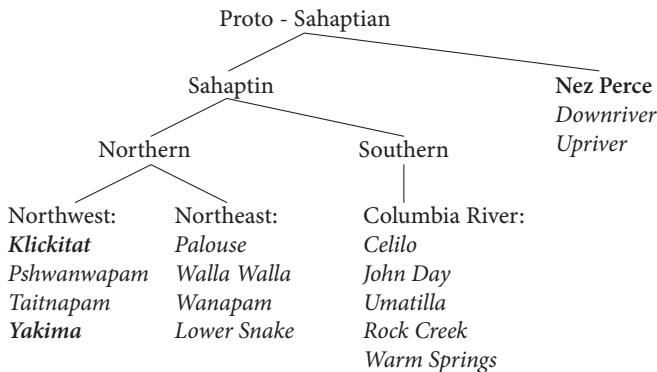 Proto - Sahaptian
Sahaptin
Nez Perce
Downriver
Upriver
Northern
Southern
Northwest:
Klickitat
Pshwanwapam
Taitnapam
Yakima
Northeast:
Palouse
Walla Walla
Wanapam
Lower Snake
Columbia River:
Celilo
John Day
Umatilla
Rock Creek
Warm Springs